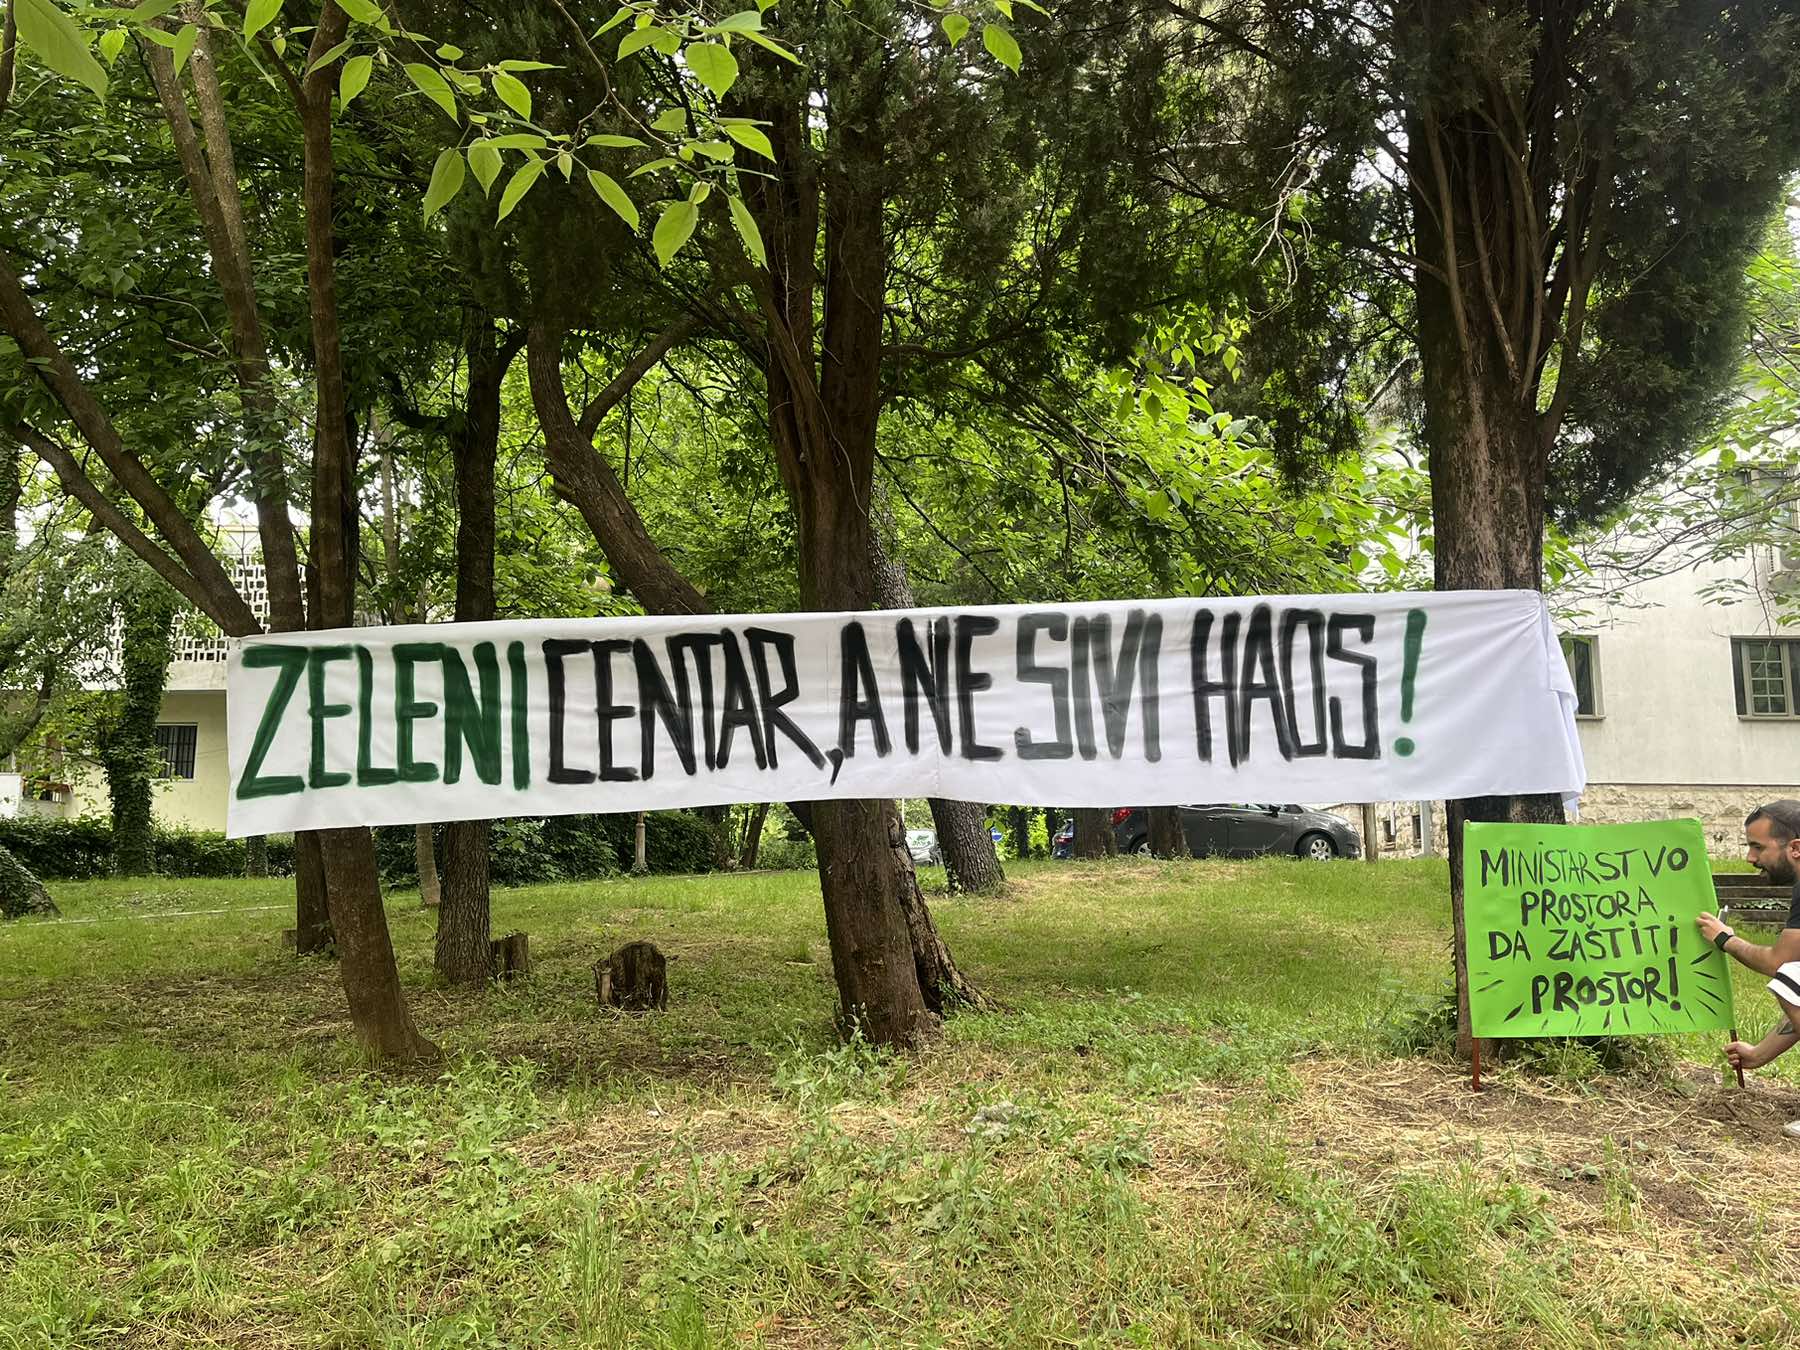 ZELENI CENTAR, A NE SIVI HAOS!
MINISTARSTVO
PROSTORA
DA ZAŠTITI
PROSTOR!